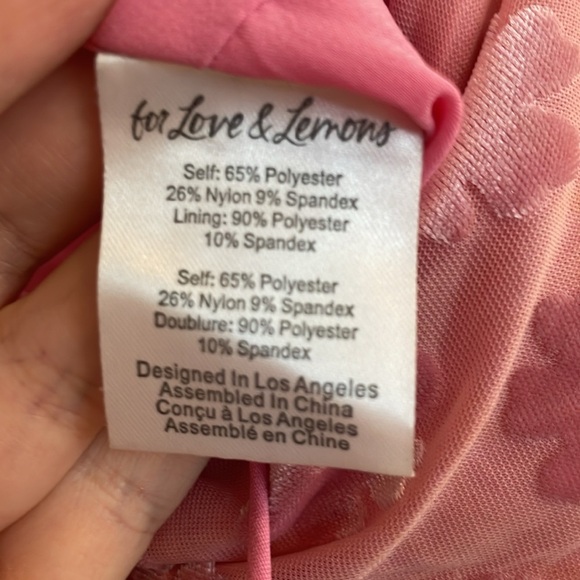 for Love & Lemons
Self: 65% Polyester
26% Nylon 9% Spandex
Lining: 90% Polyester
10% Spandex
Self: 65% Polyester
26% Nylon 9% Spandex
Doublure: 90% Polyester
10% Spandex
Designed In Los Angeles
Assembled In China
Conçu à Los Angeles
Assemblé en Chine